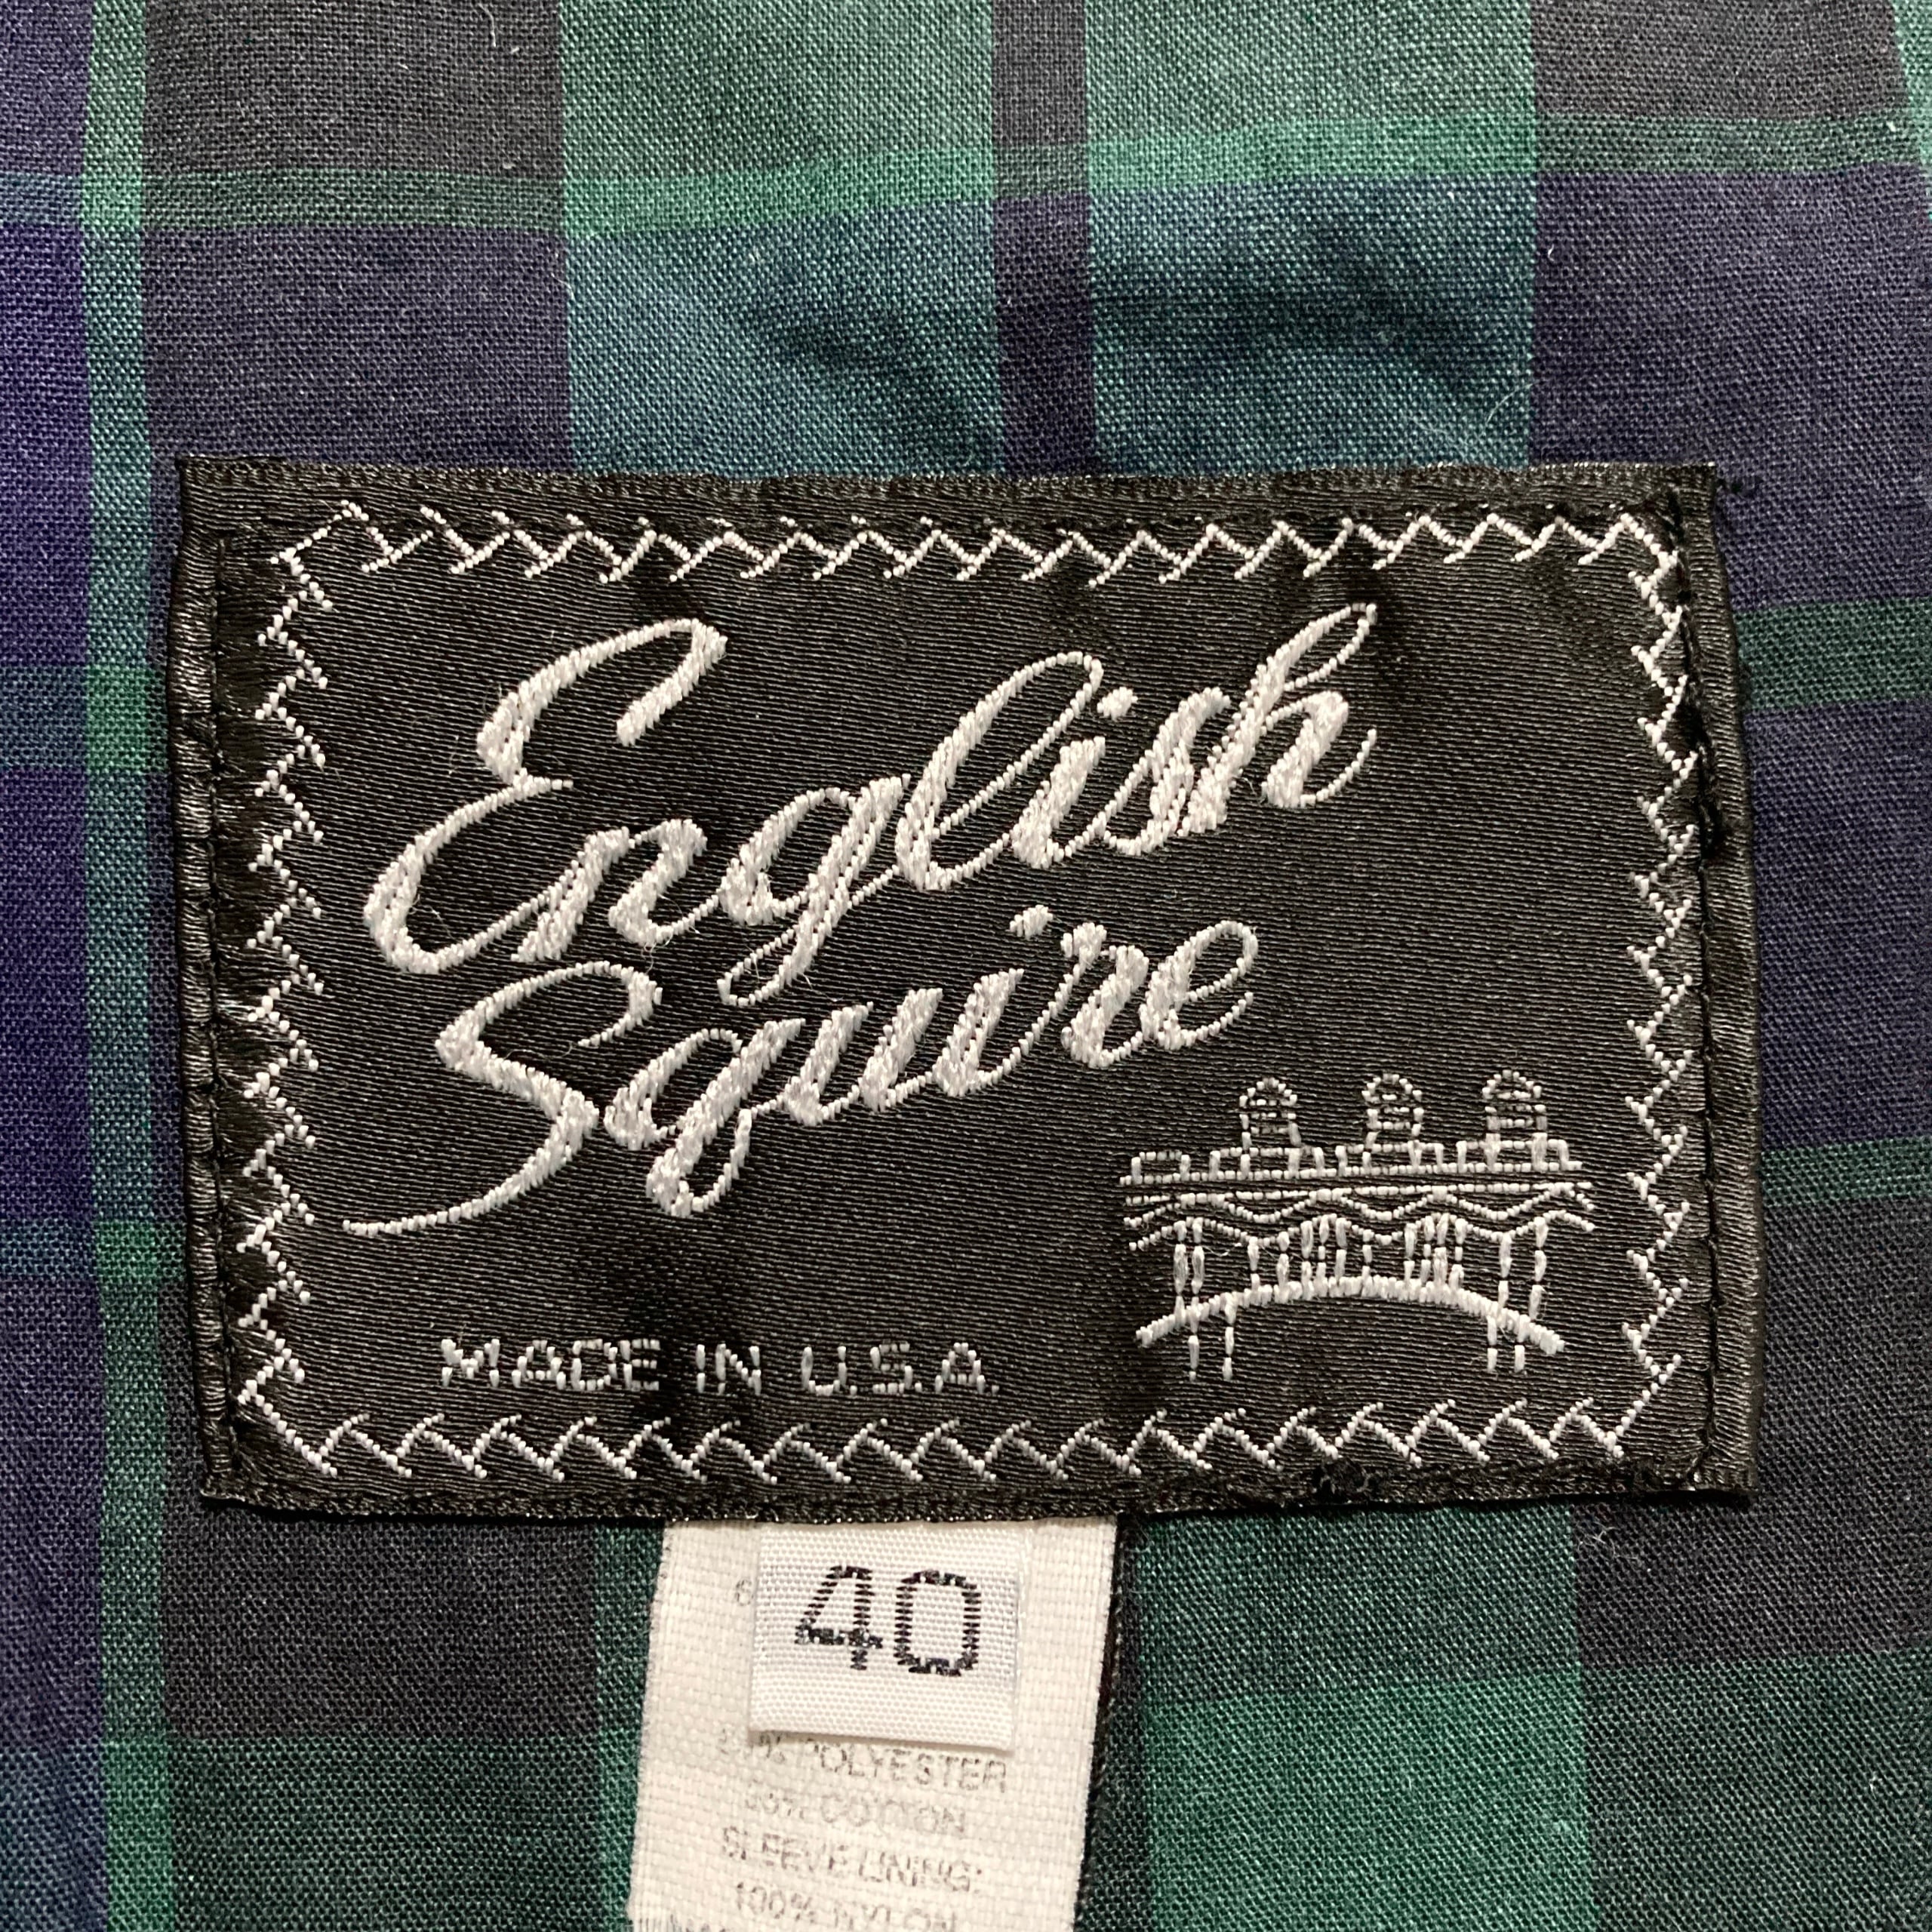 English
Squire
MADE IN U.S.A.
40
POLYESTER
COTTON
SLEEVE LINING:
100% NYLON